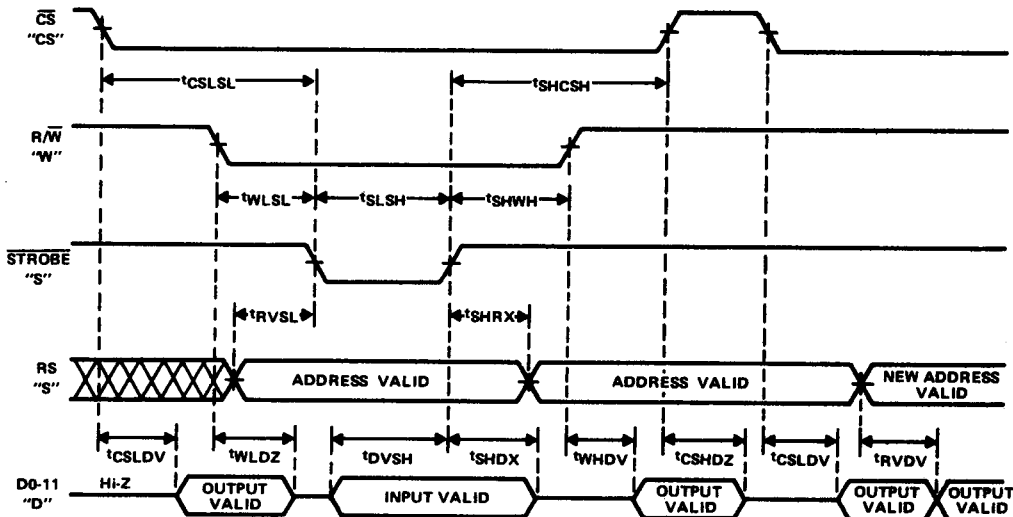 CS
"CS"
tCSLSL
tSHCSH
R/W
"W"
tWLSL
tSLSH
tSHWH
STROBE
"S"
tRVSL
tSHRX
RS
"S"
ADDRESS VALID
ADDRESS VALID
NEW ADDRESS
VALID
tCSLDV
tWLDZ
tDVSH
tSHDX
tWHDV
tCSHDZ
tCSLDV
tRVDV
D0-11
"D"
Hi-Z
OUTPUT
VALID
INPUT VALID
OUTPUT
VALID
OUTPUT
VALID
OUTPUT
VALID